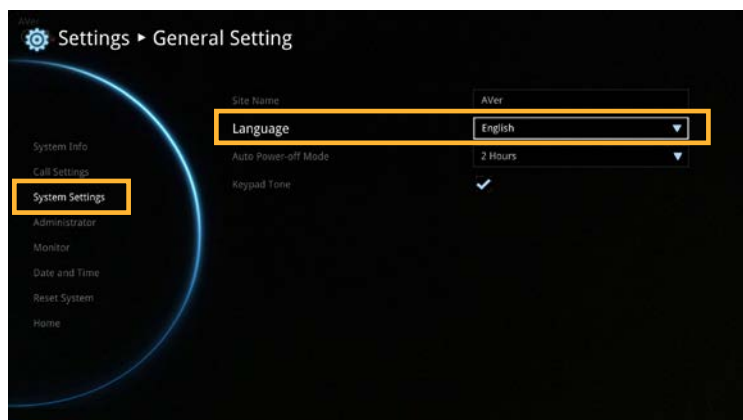 AVer
Settings ▸ General Setting
Site Name AVer
Language English
Auto Power-off Mode 2 Hours
Keypad Tone
System Info
Call Settings
System Settings
Administrator
Monitor
Date and Time
Reset System
Home